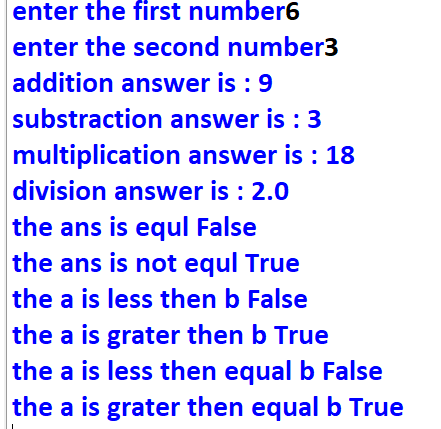 enter the first number6
enter the second number3
addition answer is : 9
substraction answer is : 3
multiplication answer is : 18
division answer is : 2.0
the ans is equl False
the ans is not equl True
the a is less then b False
the a is grater then b True
the a is less then equal b False
the a is grater then equal b True